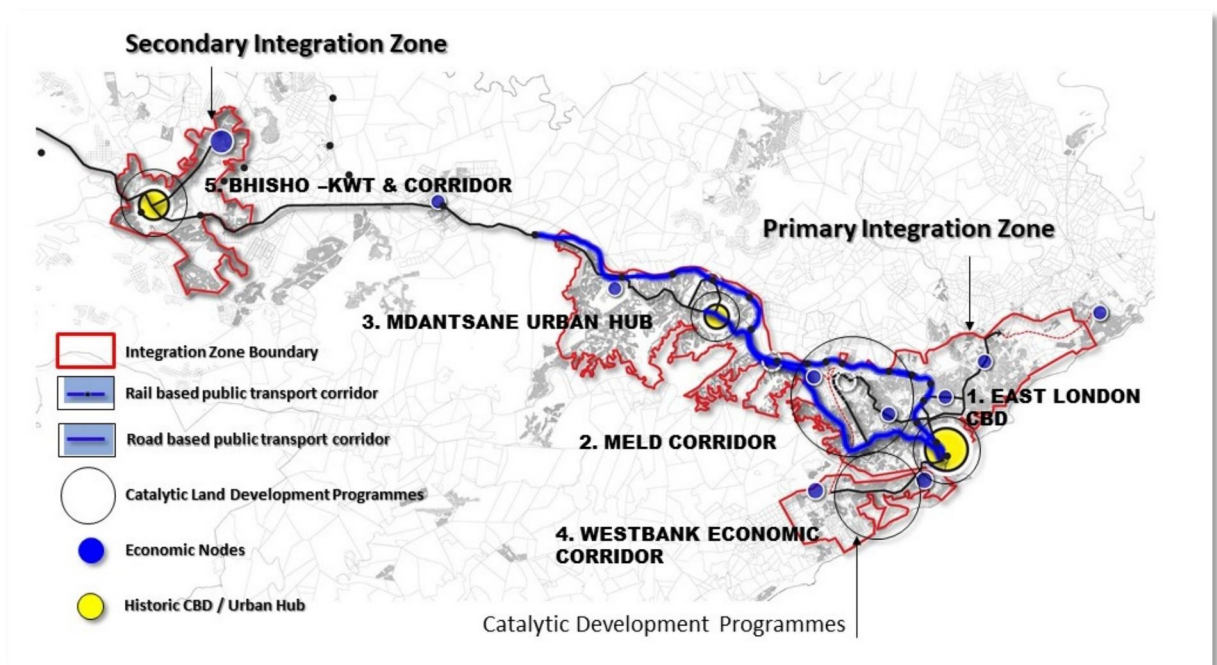 Secondary Integration Zone
5. BHISHO –KWT & CORRIDOR
Primary Integration Zone
3. MDANTSANE URBAN HUB
1. EAST LONDON
CBD
2. MELD CORRIDOR
4. WESTBANK ECONOMIC
CORRIDOR
Catalytic Development Programmes
Integration Zone Boundary
Rail based public transport corridor
Road based public transport corridor
Catalytic Land Development Programmes
Economic Nodes
Historic CBD / Urban Hub